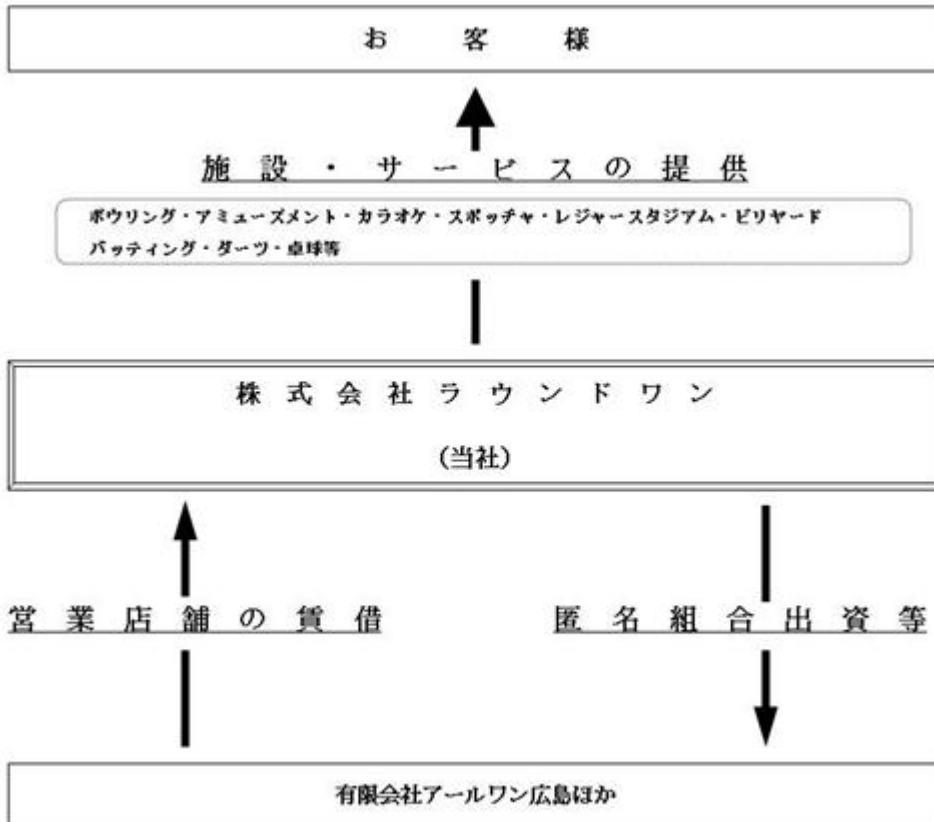 お客様
施設・サービスの提供
ボウリング・アミューズメント・カラオケ・スポッチャ・レジャースタジアム・ビリヤード
バッティング・ダーツ・卓球等
株式会社ラウンドワン
(当社)
営業店舗の賃借
匿名組合出資等
有限会社アールワン広島ほか